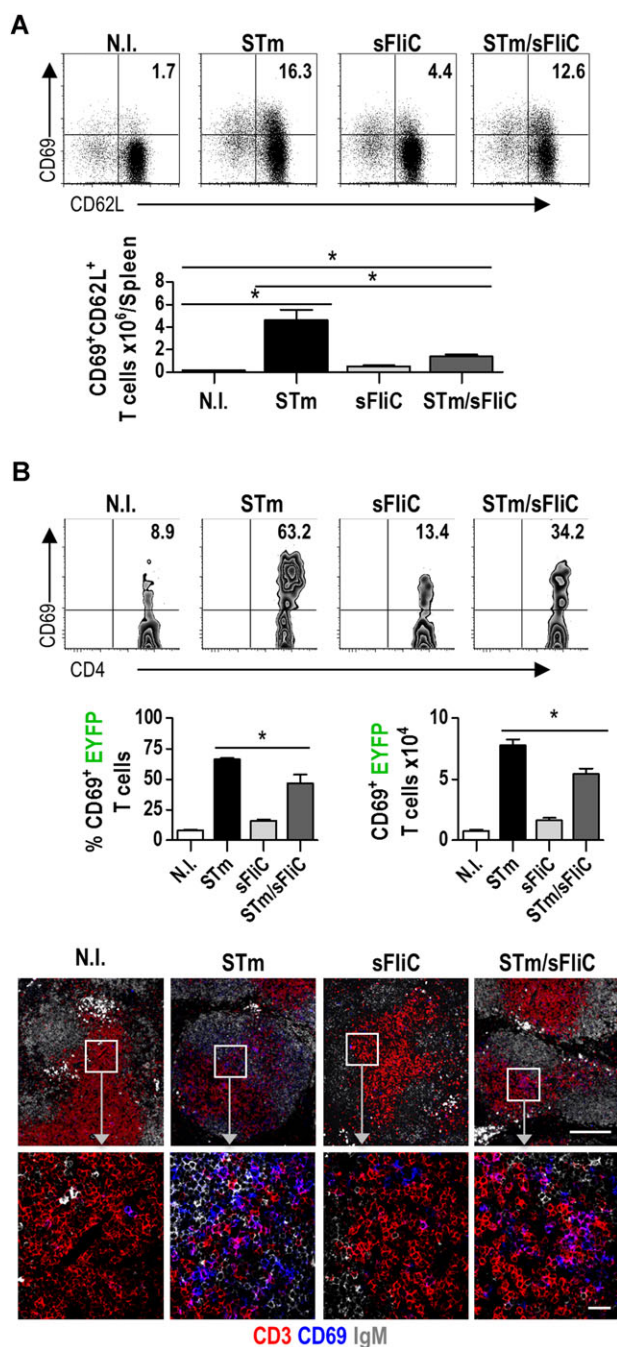 A
N.I. STm sFliC STm/sFliC
1.7 16.3 4.4 12.6
CD69
CD62L
CD69+CD62L+
T cells x10⁶/Spleen
*
*
*
8
6
4
2
0
N.I. STm sFliC STm/sFliC
B
N.I. STm sFliC STm/sFliC
8.9 63.2 13.4 34.2
CD69
CD4
% CD69⁺ EYFP
T cells
100
75
50
25
0
*
N.I. STm sFliC STm/sFliC
CD69⁺ EYFP
T cells x10⁴
10
5
0
*
N.I. STm sFliC STm/sFliC
N.I. STm sFliC STm/sFliC
CD3 CD69 IgM